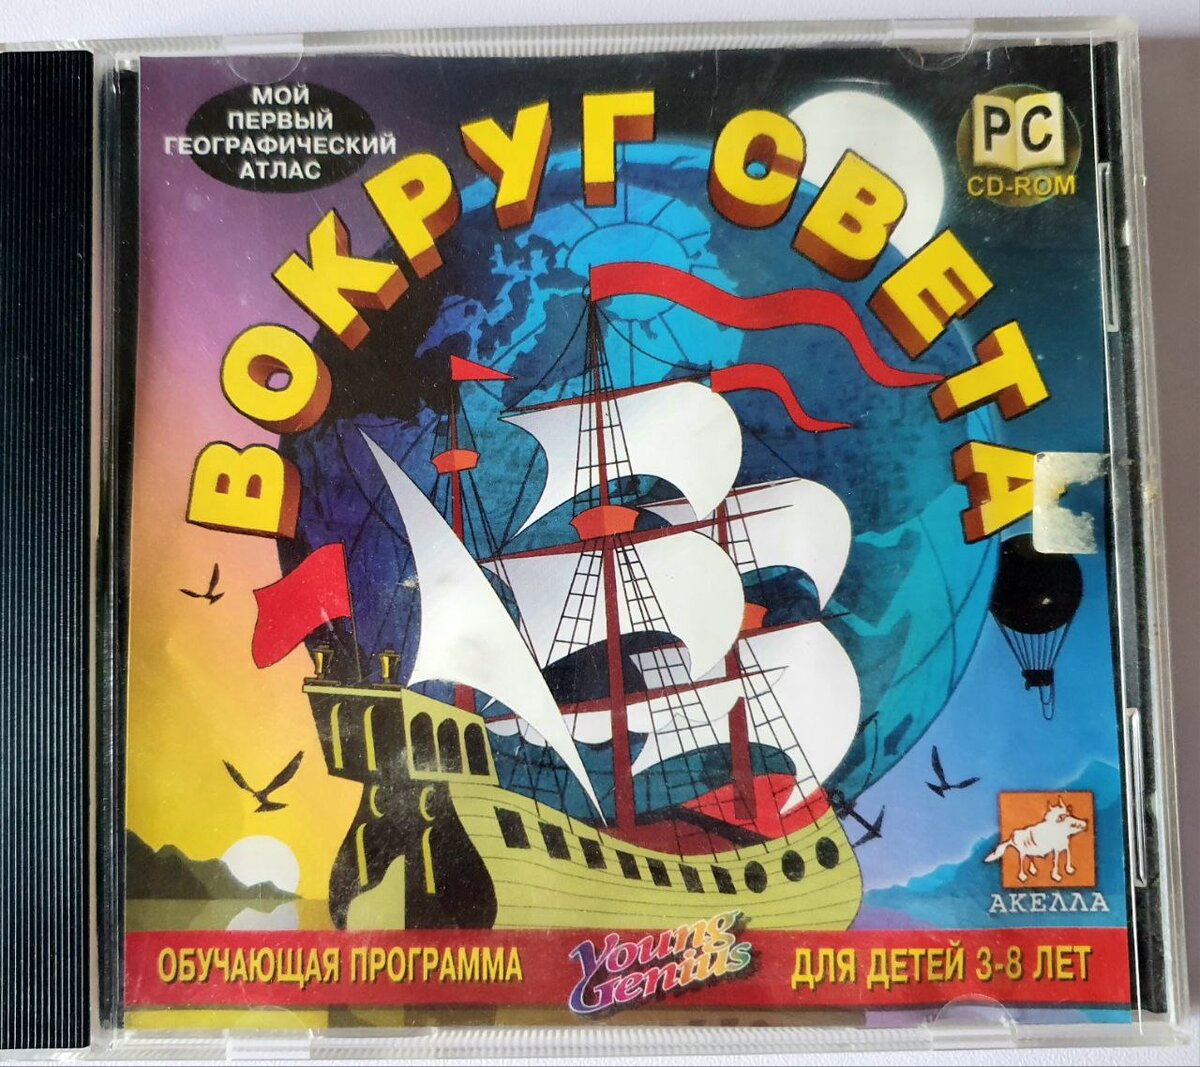 МОЙ
ПЕРВЫЙ
ГЕОГРАФИЧЕСКИЙ
АТЛАС
ВОКРУГ СВЕТА
PC
CD-ROM
АКЕЛЛА
ОБУЧАЮЩАЯ ПРОГРАММА
Young
Genius
ДЛЯ ДЕТЕЙ 3-8 ЛЕТ